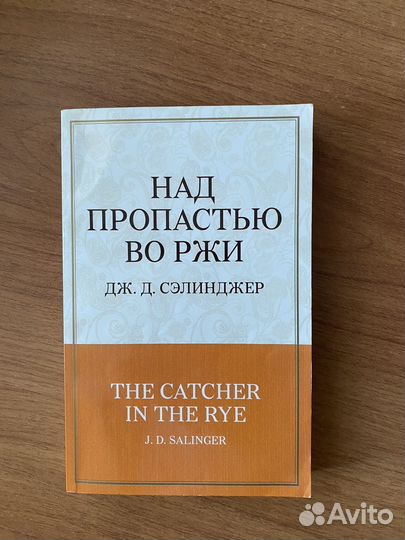 НАД
ПРОПАСТЬЮ
ВО РЖИ
ДЖ. Д. СЭЛИНДЖЕР
THE CATCHER
IN THE RYE
J. D. SALINGER
Avito